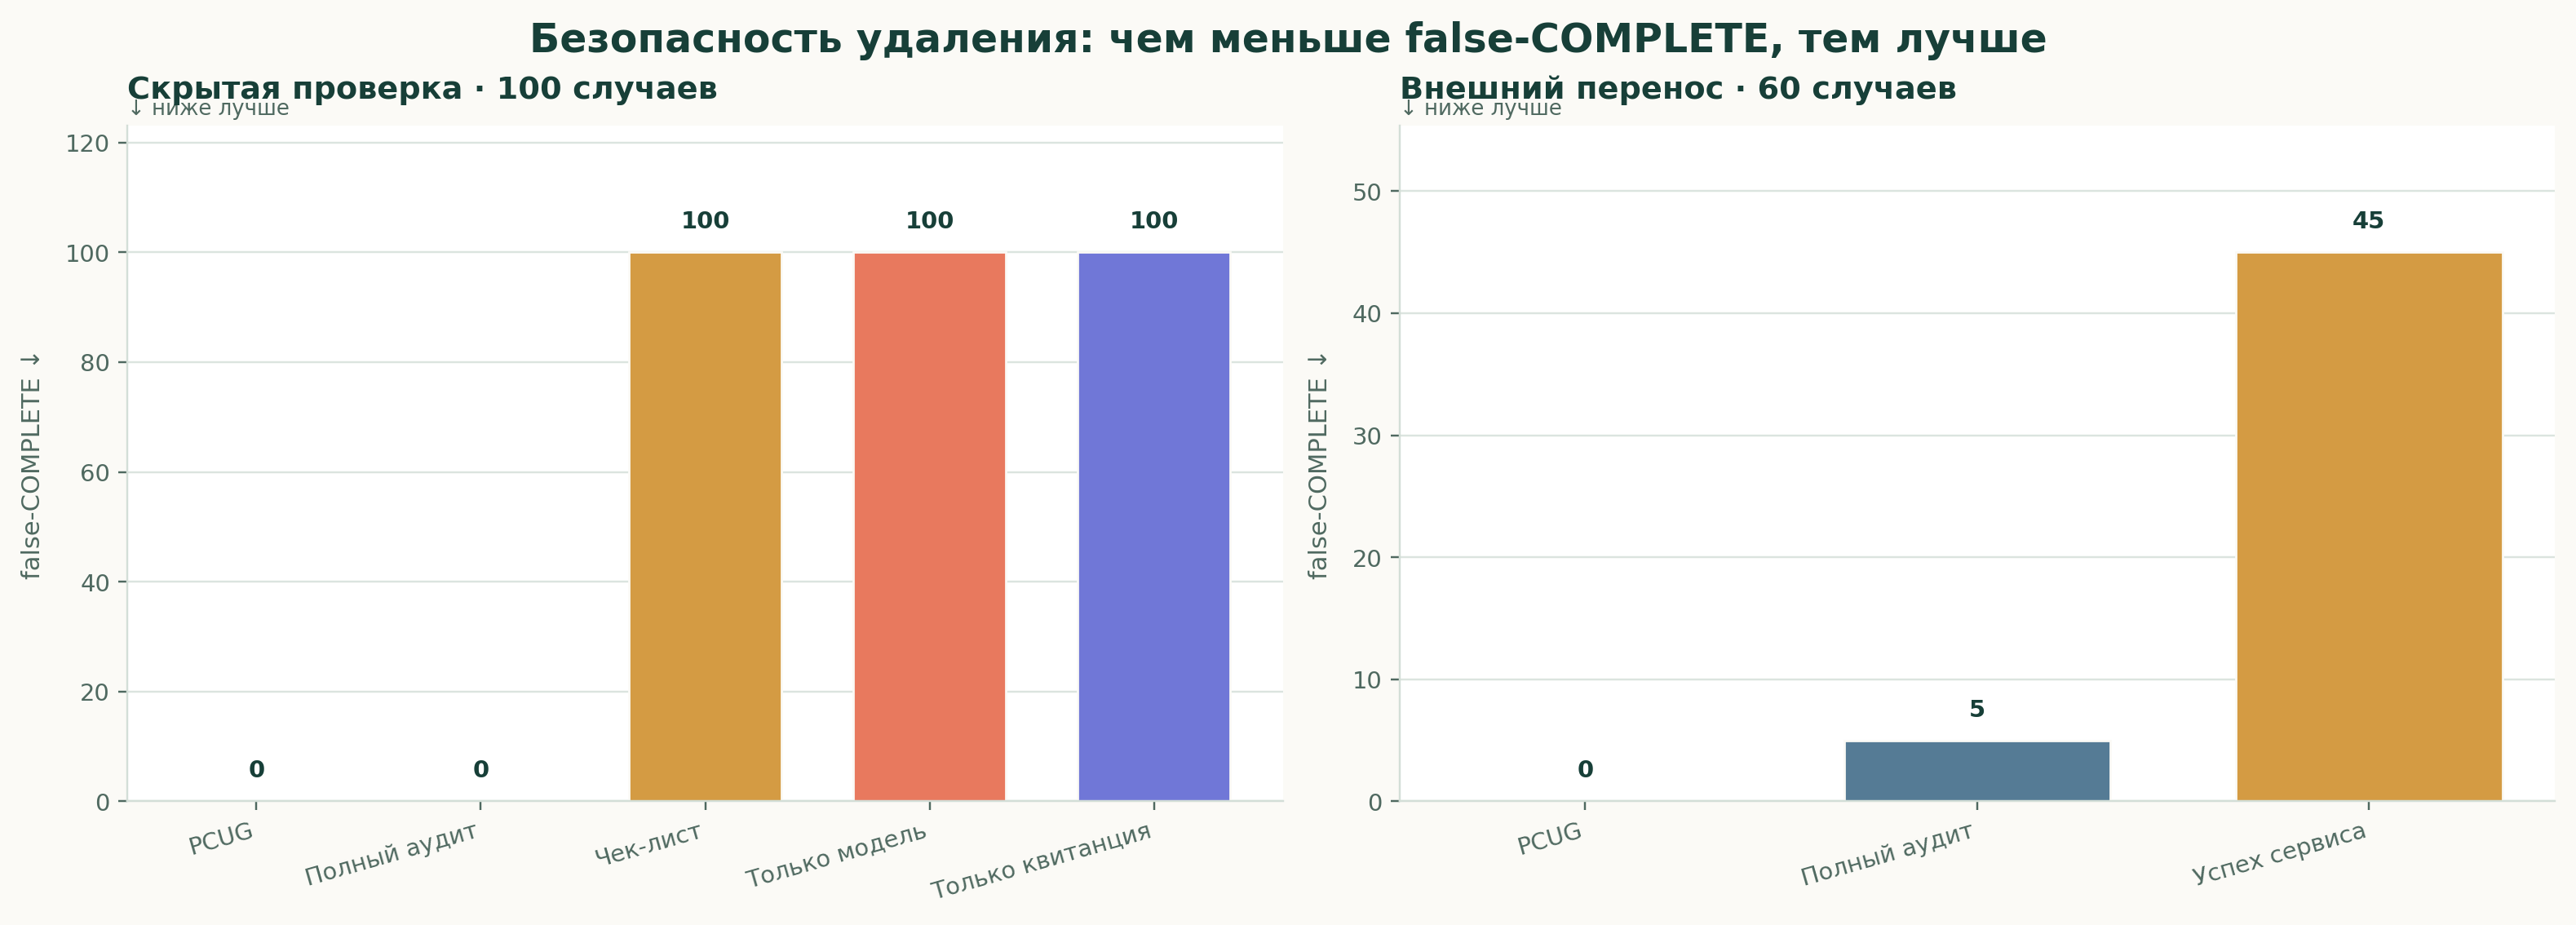 Безопасность удаления: чем меньше false-COMPLETE, тем лучше
Скрытая проверка · 100 случаев
↓ ниже лучше
false-COMPLETE ↓
120
100
80
60
40
20
0
0
0
100
100
100
PCUG
Полный аудит
Чек-лист
Только модель
Только квитанция
Внешний перенос · 60 случаев
↓ ниже лучше
false-COMPLETE ↓
50
40
30
20
10
0
0
5
45
PCUG
Полный аудит
Успех сервиса